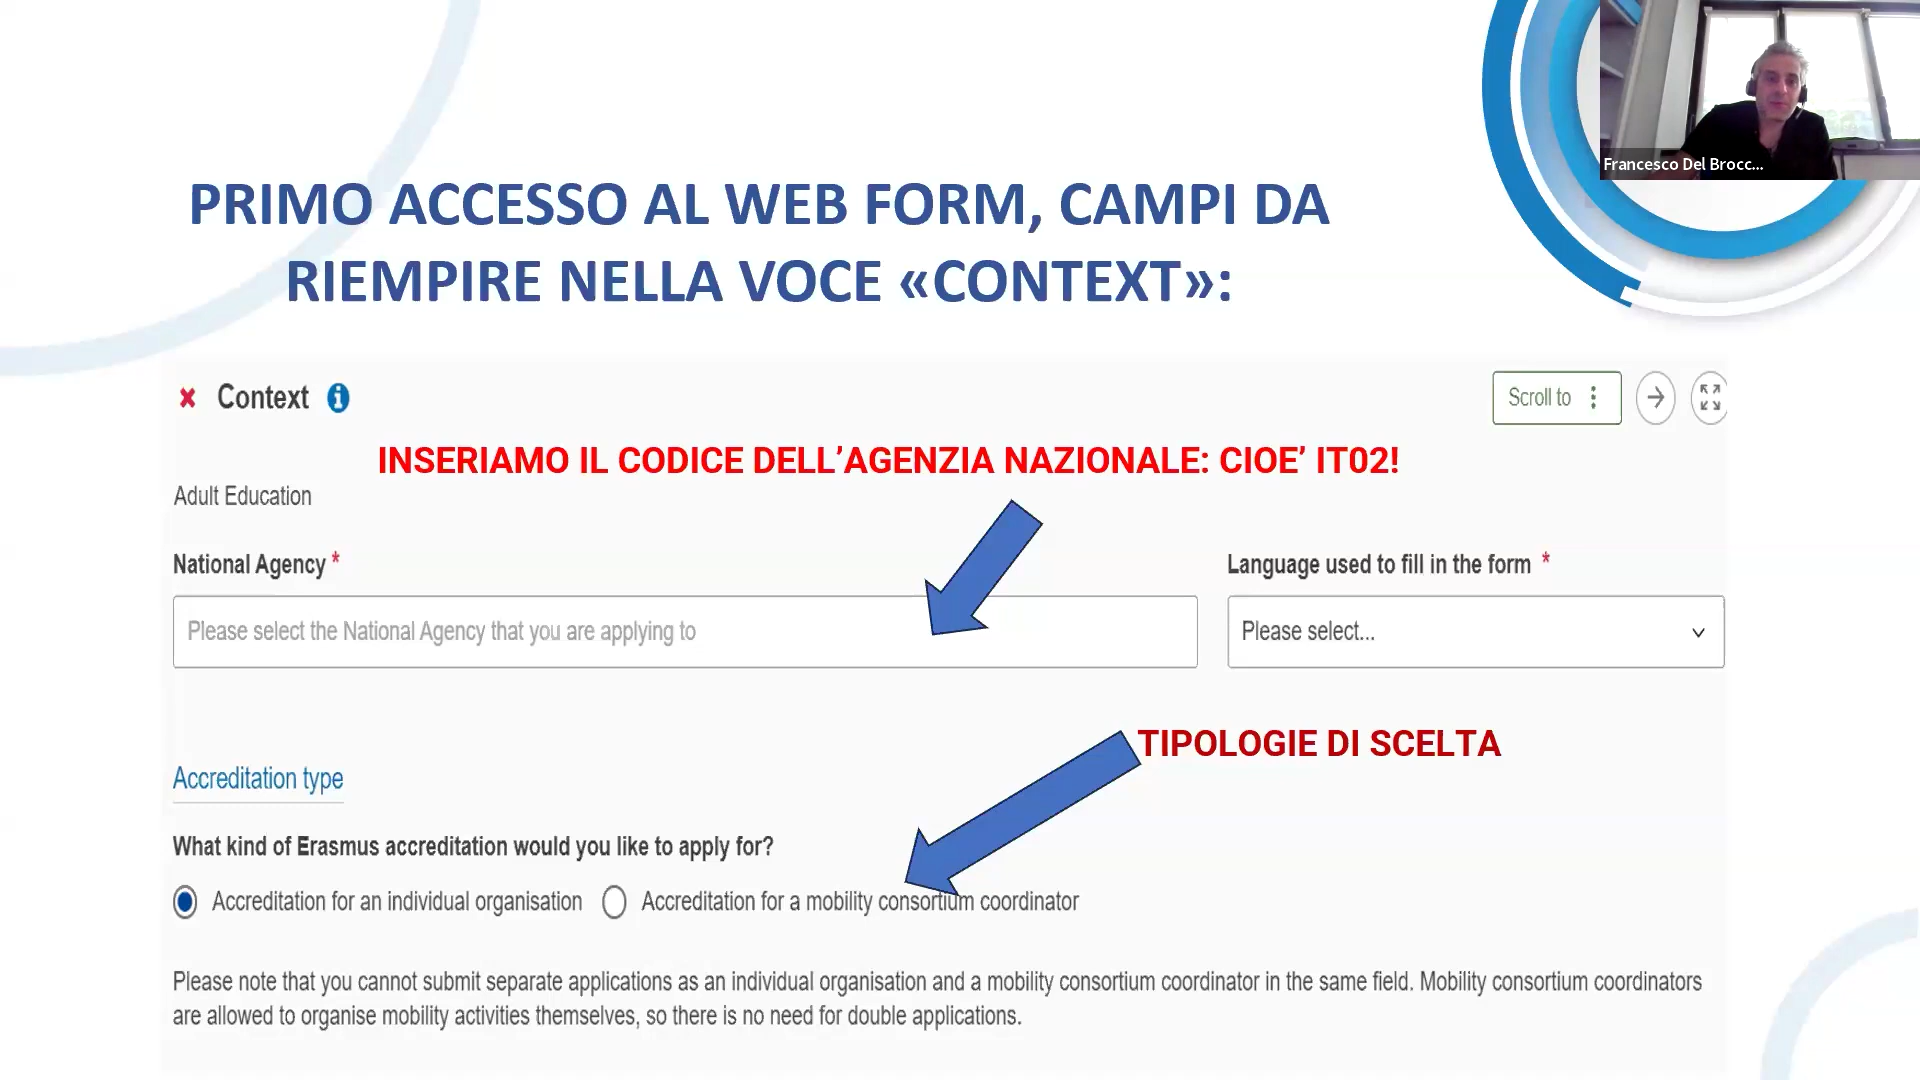 Francesco Del Brocc...
PRIMO ACCESSO AL WEB FORM, CAMPI DA
RIEMPIRE NELLA VOCE «CONTEXT»:
Context
Scroll to
INSERIAMO IL CODICE DELL’AGENZIA NAZIONALE: CIOE’ IT02!
Adult Education
National Agency *
Language used to fill in the form *
Please select the National Agency that you are applying to
Please select...
TIPOLOGIE DI SCELTA
Accreditation type
What kind of Erasmus accreditation would you like to apply for?
Accreditation for an individual organisation
Accreditation for a mobility consortium coordinator
Please note that you cannot submit separate applications as an individual organisation and a mobility consortium coordinator in the same field. Mobility consortium coordinators
are allowed to organise mobility activities themselves, so there is no need for double applications.